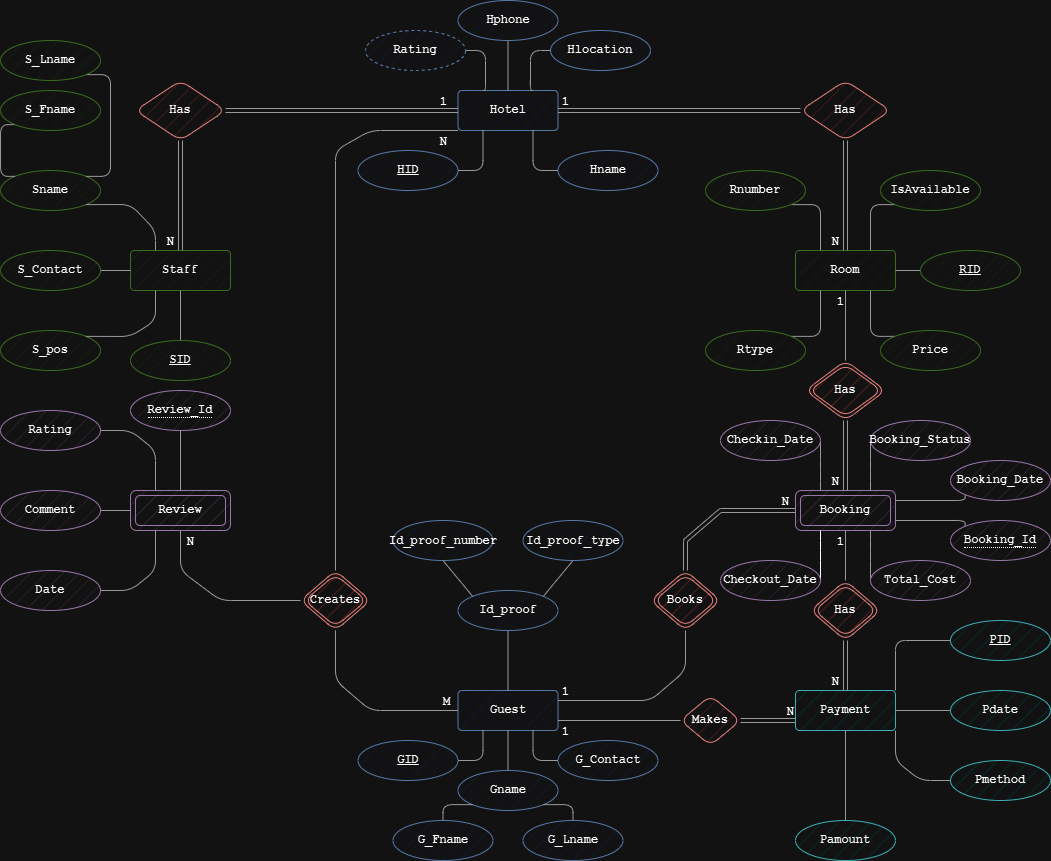 Hphone
Rating
Hlocation
S_Lname
S_Fname
Has
1
Hotel
1
Has
N
HID
Hname
Sname
Rnumber
IsAvailable
N
N
S_Contact
Staff
Room
RID
1
S_pos
SID
Rtype
Price
Has
Review_Id
Rating
Checkin_Date
Booking_Status
N
Booking_Date
Comment
Review
N
Booking
N
Id_proof_number
Id_proof_type
1
Booking_Id
Date
Checkout_Date
Total_Cost
Creates
Id_proof
Books
Has
PID
N
M
Guest
1
Makes
N
Payment
Pdate
1
GID
G_Contact
Gname
Pmethod
G_Fname
G_Lname
Pamount